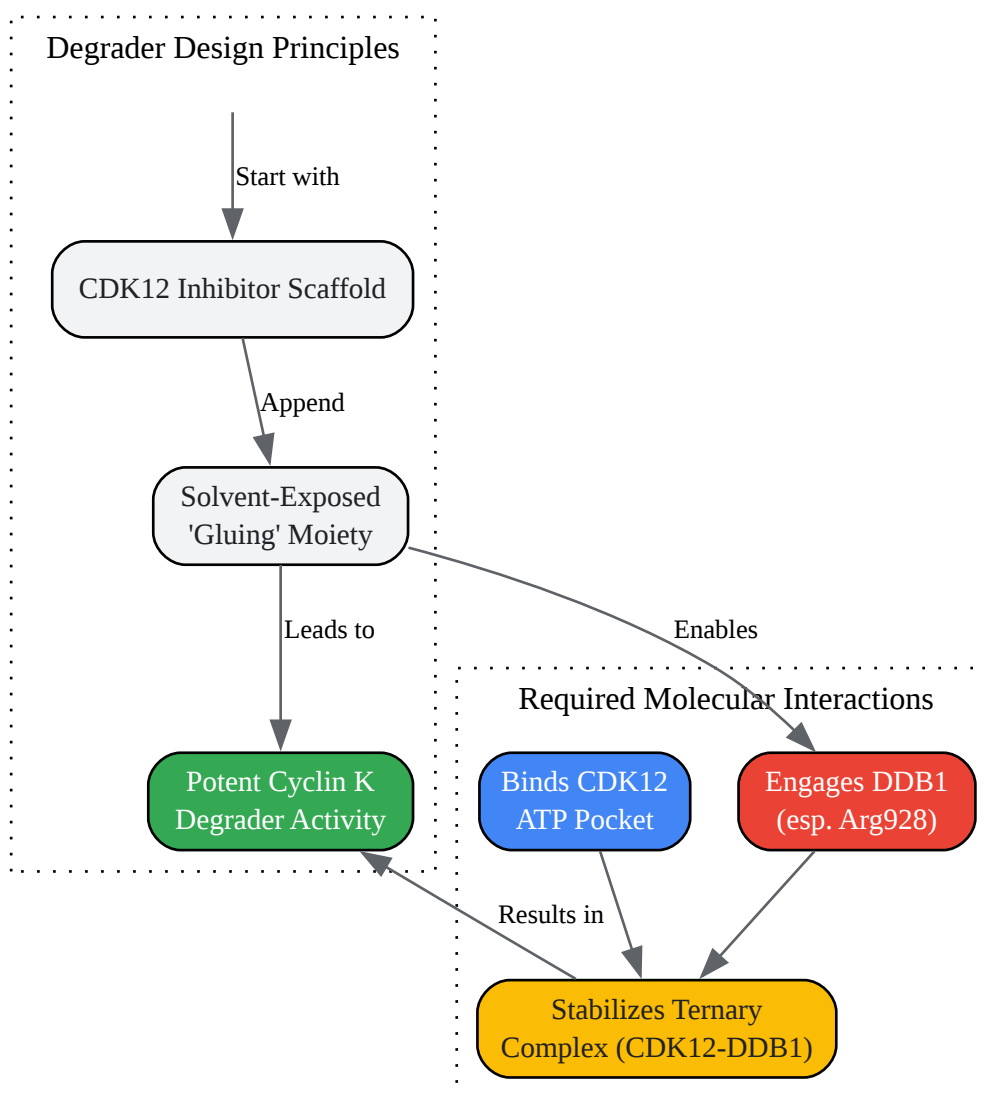 Degrader Design Principles
Start with
CDK12 Inhibitor Scaffold
Append
Solvent-Exposed
'Gluing' Moiety
Leads to
Enables
Required Molecular Interactions
Potent Cyclin K
Degrader Activity
Binds CDK12
ATP Pocket
Engages DDB1
(esp. Arg928)
Results in
Stabilizes Ternary
Complex (CDK12-DDB1)